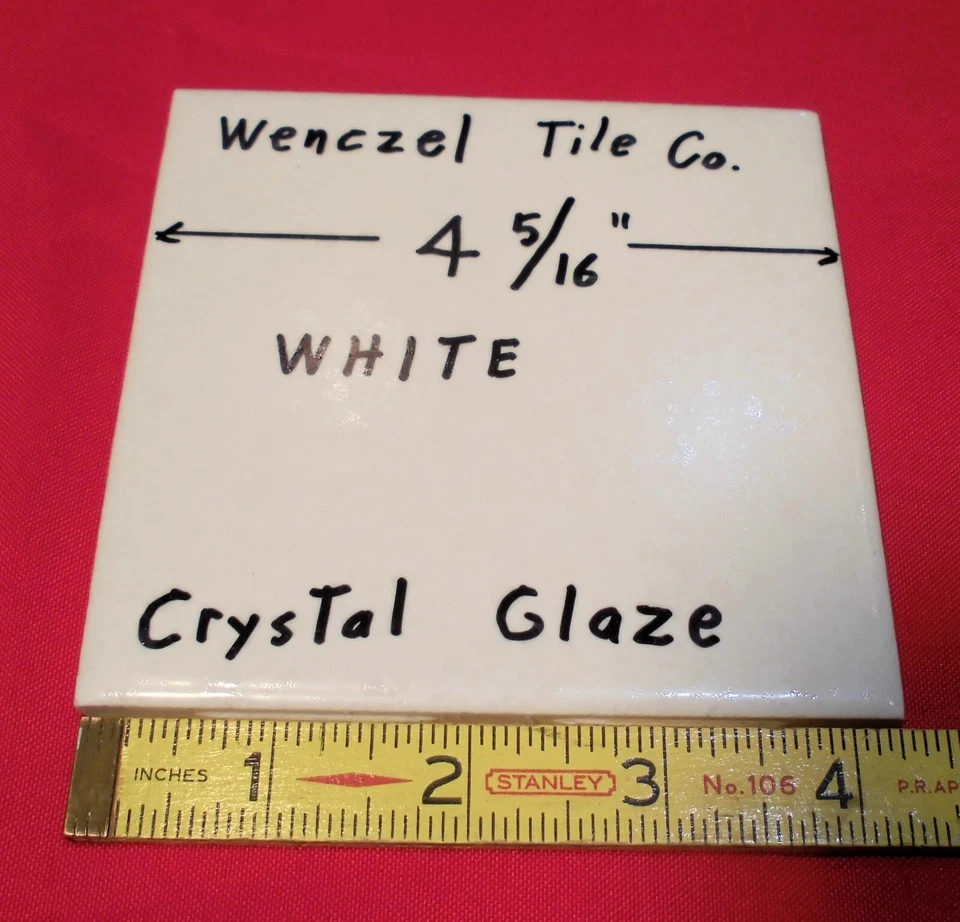 Wenczel Tile Co.
4 5/16"
WHITE
Crystal Glaze
INCHES 1 2 STANLEY 3 No.106 4 P.R.AP